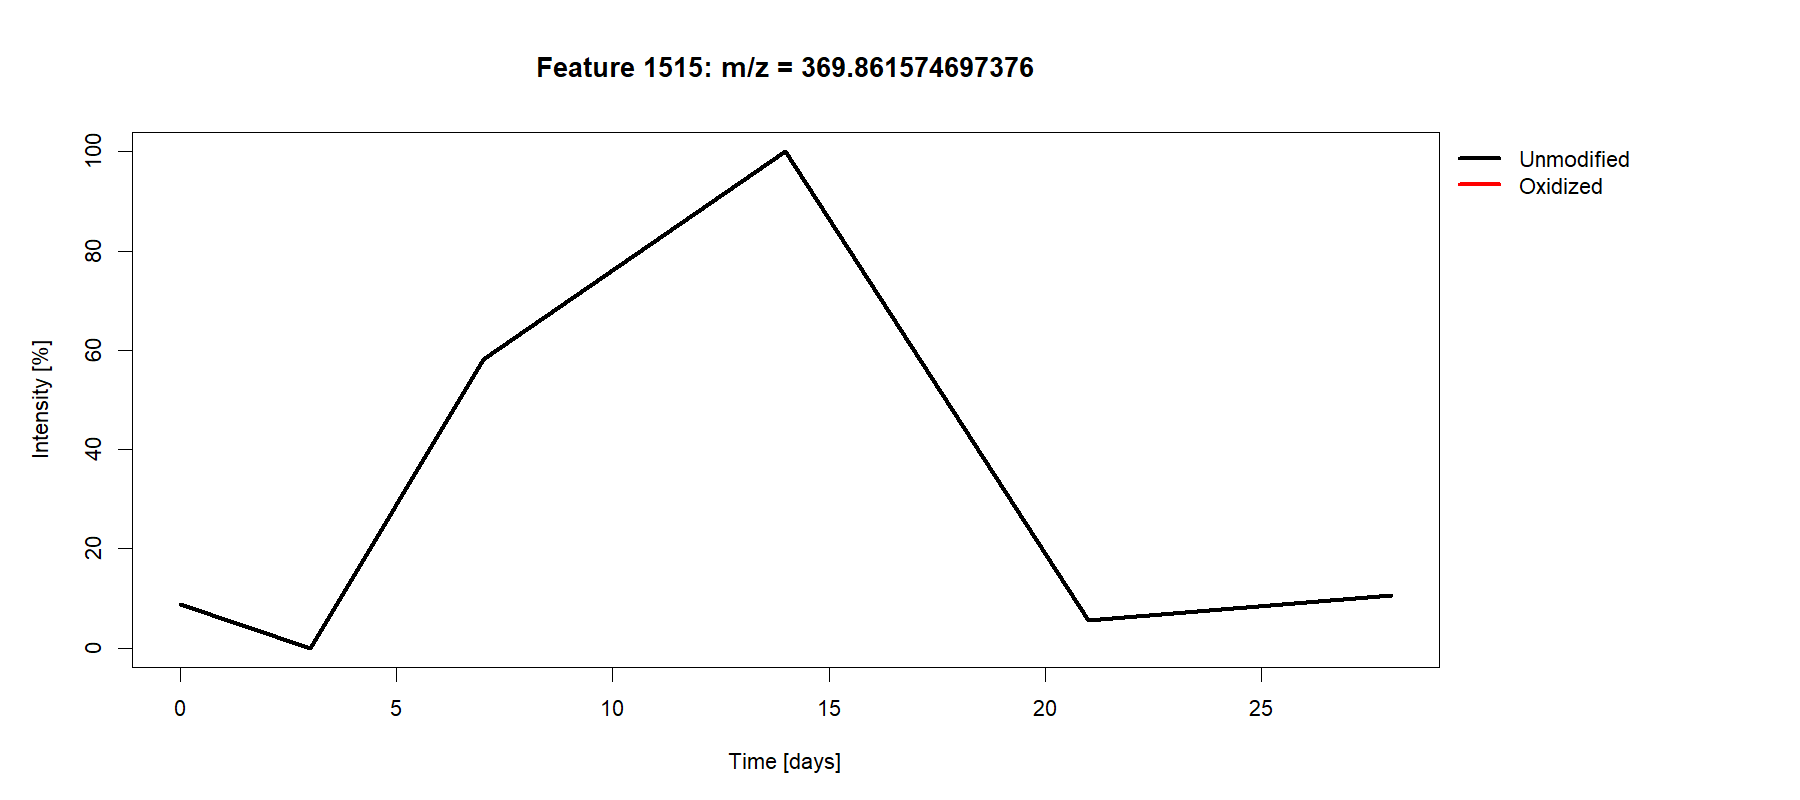 Feature 1515: m/z = 369.861574697376
Unmodified
Oxidized
Intensity [%]
100
80
60
40
20
0
0 5 10 15 20 25
Time [days]